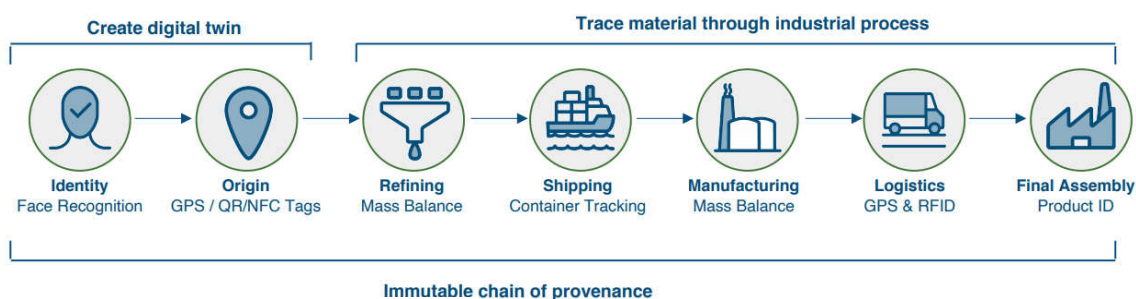 Create digital twin
Trace material through industrial process
Identity
Face Recognition
Origin
GPS / QR/NFC Tags
Refining
Mass Balance
Shipping
Container Tracking
Manufacturing
Mass Balance
Logistics
GPS & RFID
Final Assembly
Product ID
Immutable chain of provenance